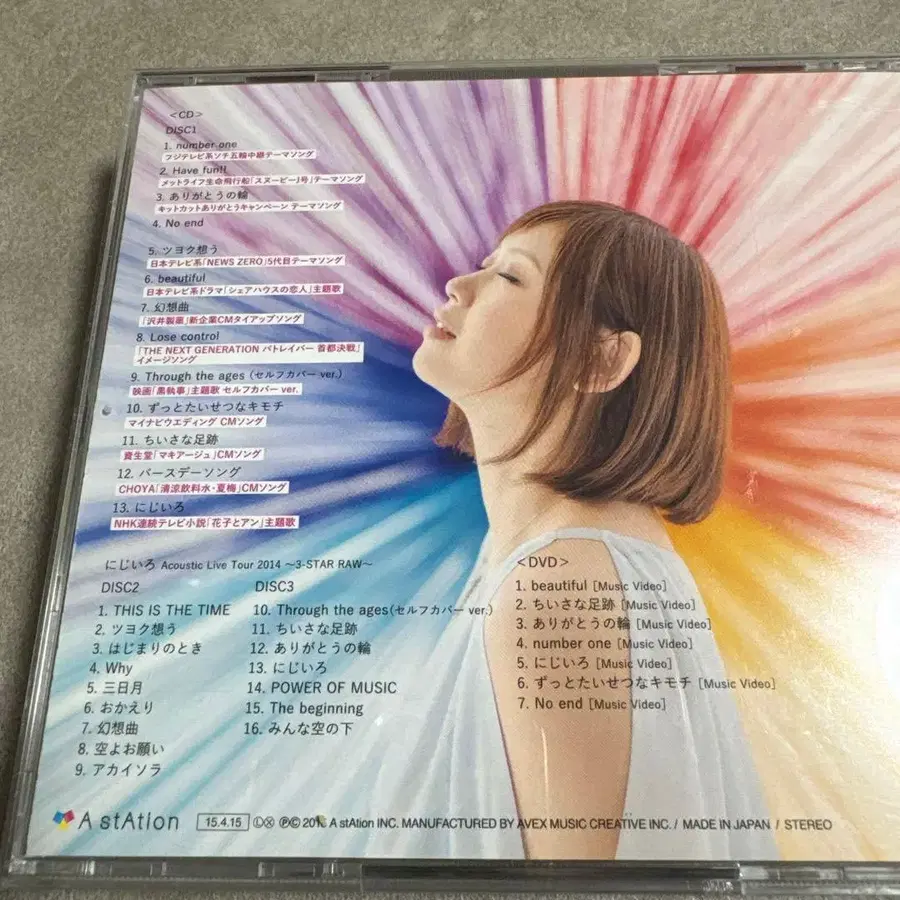 <CD>
DISC1
1. number one
フジテレビ系ソチ五輪中継テーマソング
2. Have fun!!
メットライフ生命飛行船「スヌーピーJ号」テーマソング
3. ありがとうの輪
キットカットありがとうキャンペーン テーマソング
4. No end
5. ツヨク想う
日本テレビ系「NEWS ZERO」5代目テーマソング
6. beautiful
日本テレビ系ドラマ「シェアハウスの恋人」主題歌
7. 幻想曲
「沢井製薬」新企業CMタイアップソング
8. Lose control
「THE NEXT GENERATION パトレイバー 首都決戦」
イメージソング
9. Through the ages (セルフカバー ver.)
映画「黒執事」主題歌 セルフカバー ver.
10. ずっとたいせつなキモチ
マイナビウエディング CMソング
11. ちいさな足跡
資生堂「マキアージュ」CMソング
12. バースデーソング
CHOYA「清涼飲料水・夏梅」CMソング
13. にじいろ
NHK連続テレビ小説「花子とアン」主題歌
にじいろ Acoustic Live Tour 2014 〜3-STAR RAW〜
DISC2
1. THIS IS THE TIME
2. ツヨク想う
3. はじまりのとき
4. Why
5. 三日月
6. おかえり
7. 幻想曲
8. 空よお願い
9. アカイソラ
DISC3
10. Through the ages(セルフカバー ver.)
11. ちいさな足跡
12. ありがとうの輪
13. にじいろ
14. POWER OF MUSIC
15. The beginning
16. みんな空の下
<DVD>
1. beautiful [Music Video]
2. ちいさな足跡 [Music Video]
3. ありがとうの輪 [Music Video]
4. number one [Music Video]
5. にじいろ [Music Video]
6. ずっとたいせつなキモチ [Music Video]
7. No end [Music Video]
A stAtion 15.4.15 Ⓛ ⓅⒸ A stAtion INC. MANUFACTURED BY AVEX MUSIC CREATIVE INC. / MADE IN JAPAN / STEREO